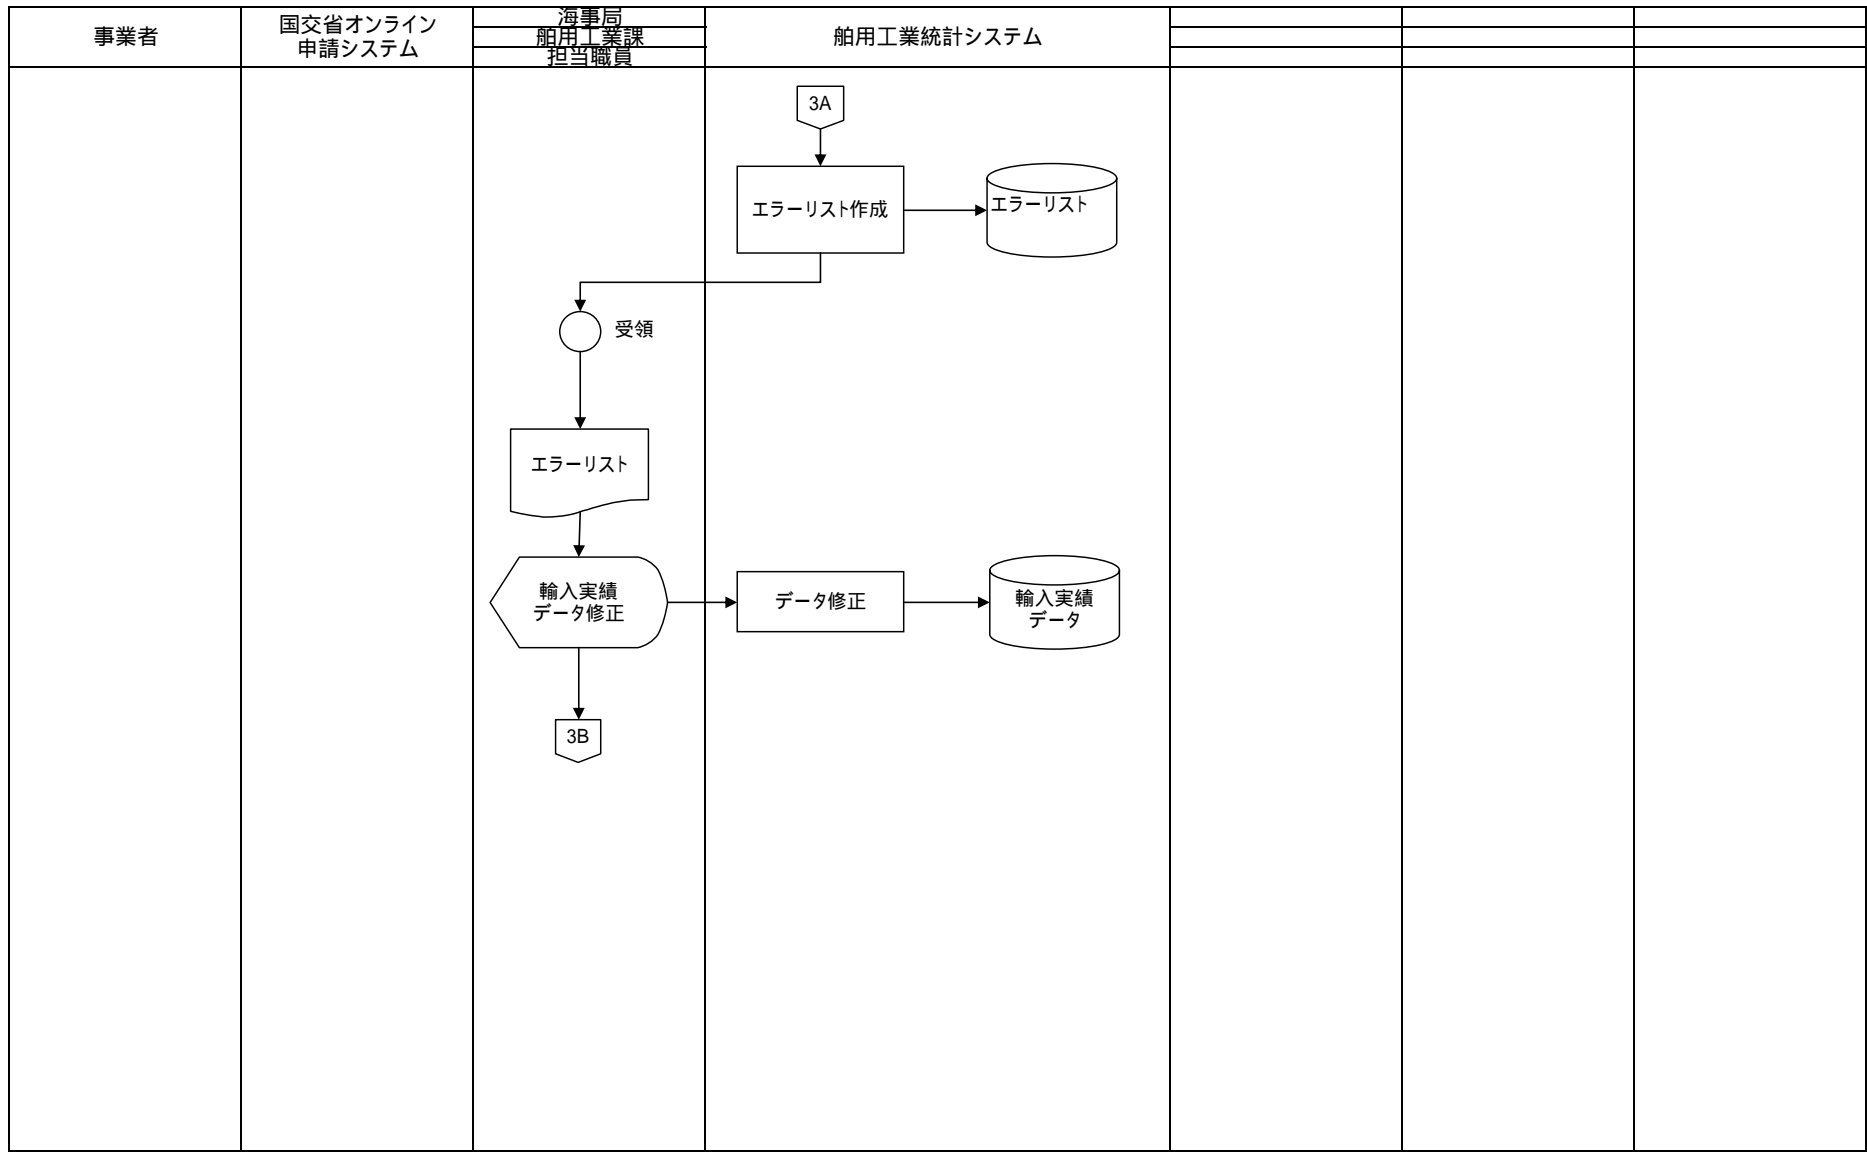 事業者
国交省オンライン
申請システム
海事局
舶用工業課
担当職員
舶用工業統計システム
3A
エラーリスト作成
エラーリスト
受領
エラーリスト
輸入実績
データ修正
データ修正
輸入実績
データ
3B